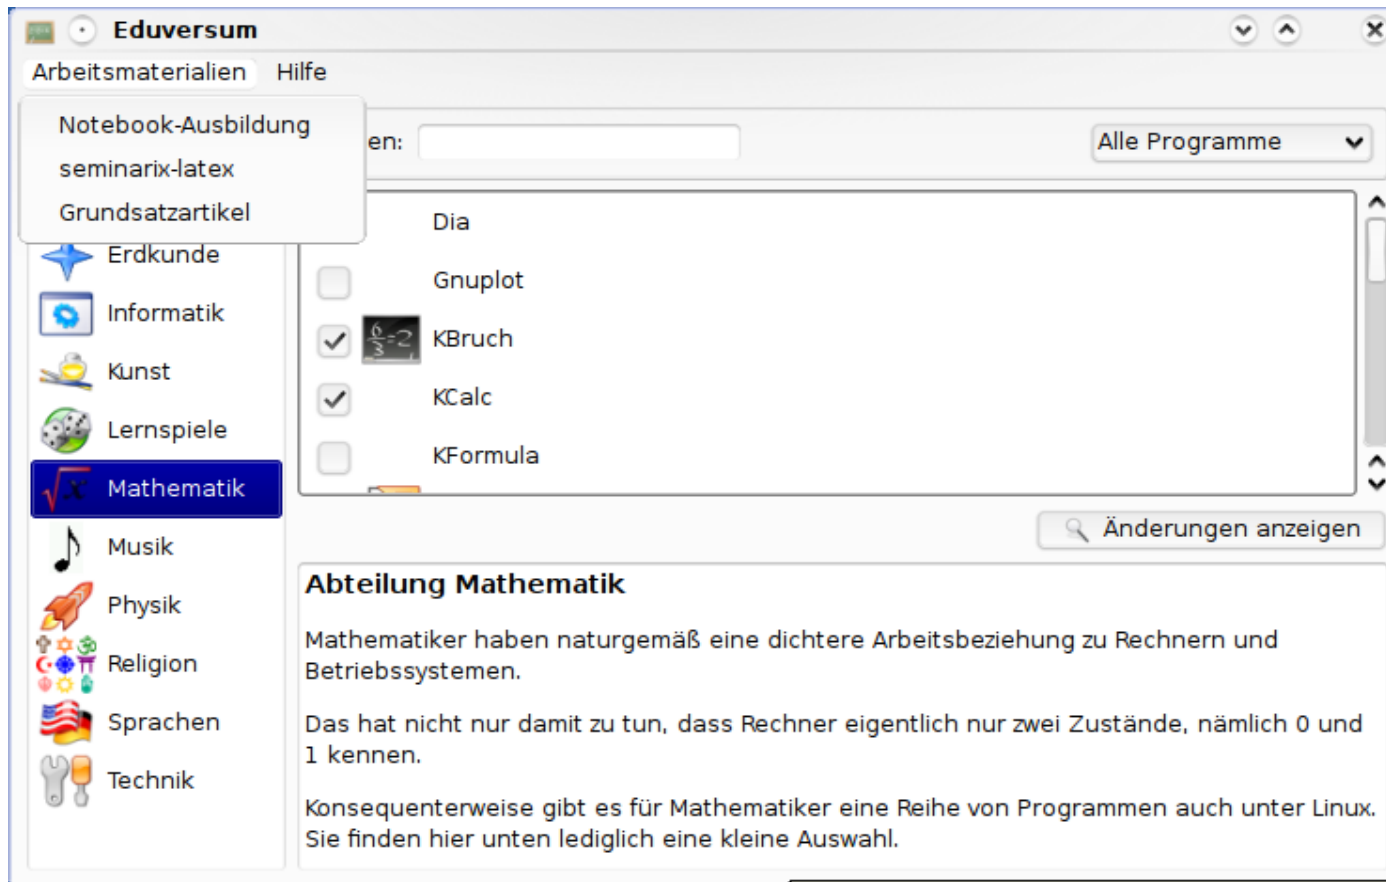 Eduversum
Arbeitsmaterialien Hilfe
Notebook-Ausbildung
seminarix-latex
Grundsatzartikel
en:
Alle Programme
Erdkunde
Informatik
Kunst
Lernspiele
Mathematik
Musik
Physik
Religion
Sprachen
Technik
Dia
Gnuplot
6/3=2 KBruch
KCalc
KFormula
Änderungen anzeigen
Abteilung Mathematik
Mathematiker haben naturgemäß eine dichtere Arbeitsbeziehung zu Rechnern und
Betriebssystemen.
Das hat nicht nur damit zu tun, dass Rechner eigentlich nur zwei Zustände, nämlich 0 und
1 kennen.
Konsequenterweise gibt es für Mathematiker eine Reihe von Programmen auch unter Linux.
Sie finden hier unten lediglich eine kleine Auswahl.